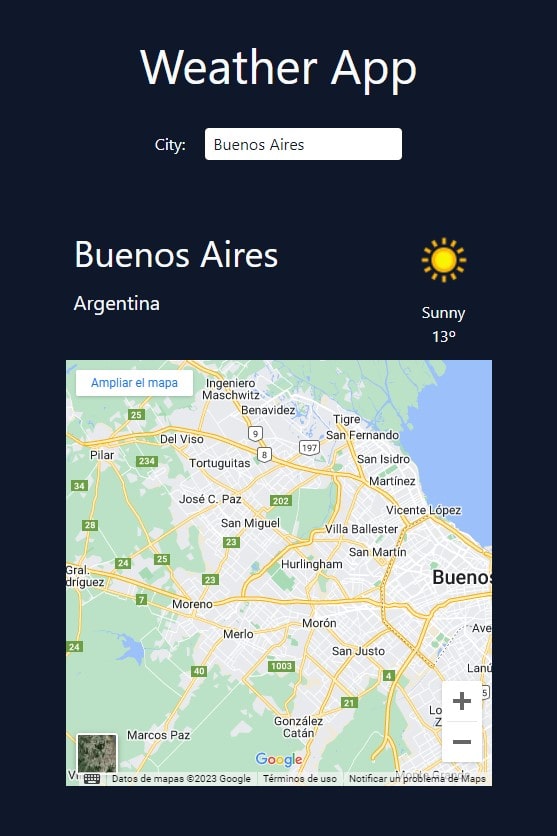 Weather App
City:
Buenos Aires
Buenos Aires
Argentina
Sunny
13º
Ampliar el mapa
Ingeniero
Maschwitz
Benavidez
25
9
Tigre
Del Viso
197
San Fernando
Pilar
234
8
Tortuguitas
San Isidro
34
Martínez
José C. Paz
202
Vicente López
28
San Miguel
Villa Ballester
23
San Martín
24
25
Hurlingham
Gral.
dríguez
23
Buenos
7
Moreno
Morón
Merlo
Ave
24
San Justo
40
1003
4
Lanú
21
5
Lo
Z
González
Catán
Marcos Paz
Google
Vi
Datos de mapas ©2023 Google
Términos de uso
Notificar un problema de Maps